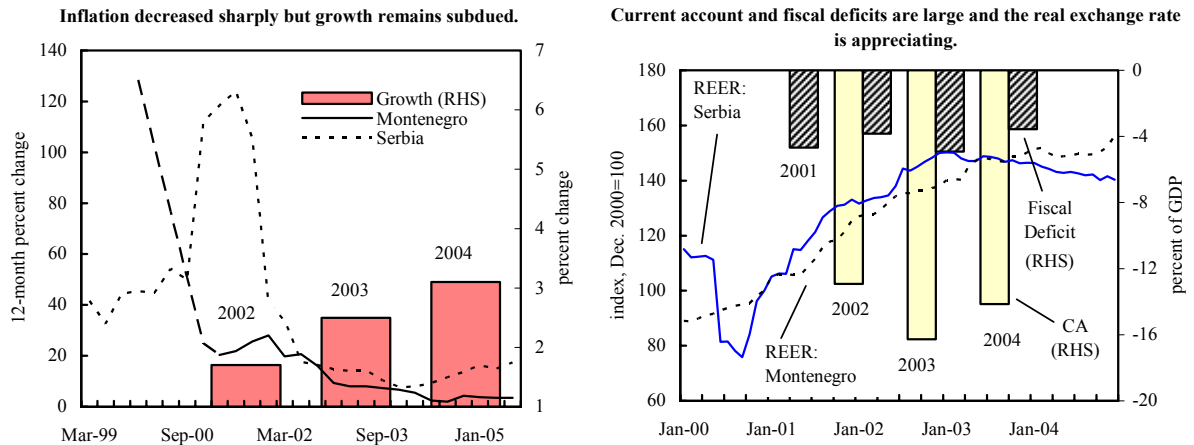 Inflation decreased sharply but growth remains subdued.
140
120
100
80
60
40
20
0
12-month percent change
7
6
5
4
3
2
1
percent change
Growth (RHS)
Montenegro
Serbia
2002
2003
2004
Mar-99
Sep-00
Mar-02
Sep-03
Jan-05
Current account and fiscal deficits are large and the real exchange rate
is appreciating.
180
160
140
120
100
80
60
index, Dec. 2000=100
0
-4
-8
-12
-16
-20
percent of GDP
REER:
Serbia
2001
2002
2003
2004
Fiscal
Deficit
(RHS)
CA
(RHS)
REER:
Montenegro
Jan-00
Jan-01
Jan-02
Jan-03
Jan-04